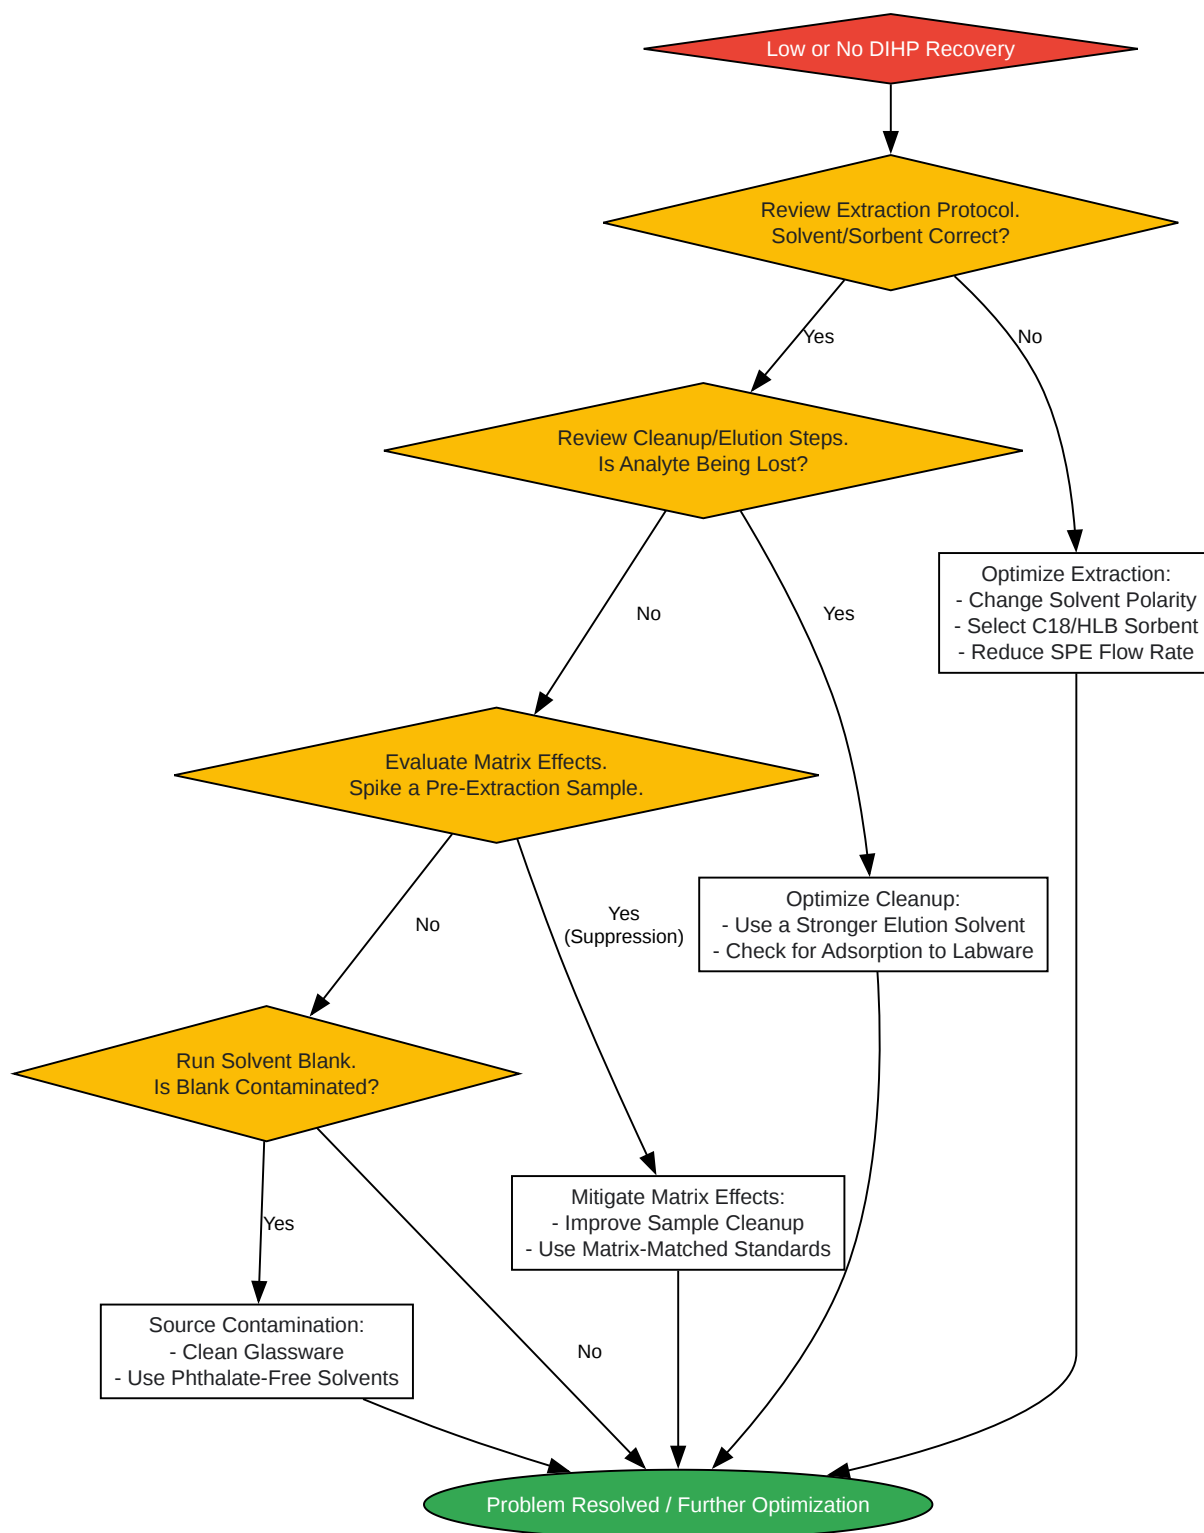 Low or No DIHP Recovery
Review Extraction Protocol.
Solvent/Sorbent Correct?
Yes
No
Review Cleanup/Elution Steps.
Is Analyte Being Lost?
Optimize Extraction:
- Change Solvent Polarity
- Select C18/HLB Sorbent
- Reduce SPE Flow Rate
No
Yes
Evaluate Matrix Effects.
Spike a Pre-Extraction Sample.
Optimize Cleanup:
- Use a Stronger Elution Solvent
- Check for Adsorption to Labware
No
Yes
(Suppression)
Run Solvent Blank.
Is Blank Contaminated?
Mitigate Matrix Effects:
- Improve Sample Cleanup
- Use Matrix-Matched Standards
Yes
Source Contamination:
- Clean Glassware
- Use Phthalate-Free Solvents
No
Problem Resolved / Further Optimization